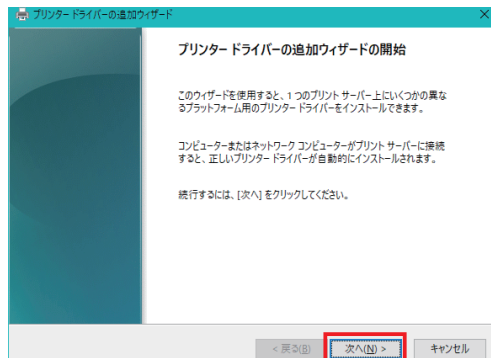 プリンター ドライバーの追加ウィザード
プリンター ドライバーの追加ウィザードの開始
このウィザードを使用すると、1 つのプリント サーバー上にいくつかの異な
るプラットフォーム用のプリンター ドライバーをインストールできます。
コンピューターまたはネットワーク コンピューターがプリント サーバーに接続
すると、正しいプリンター ドライバーが自動的にインストールされます。
続行するには、[次へ] をクリックしてください。
< 戻る(B) 次へ(N) > キャンセル